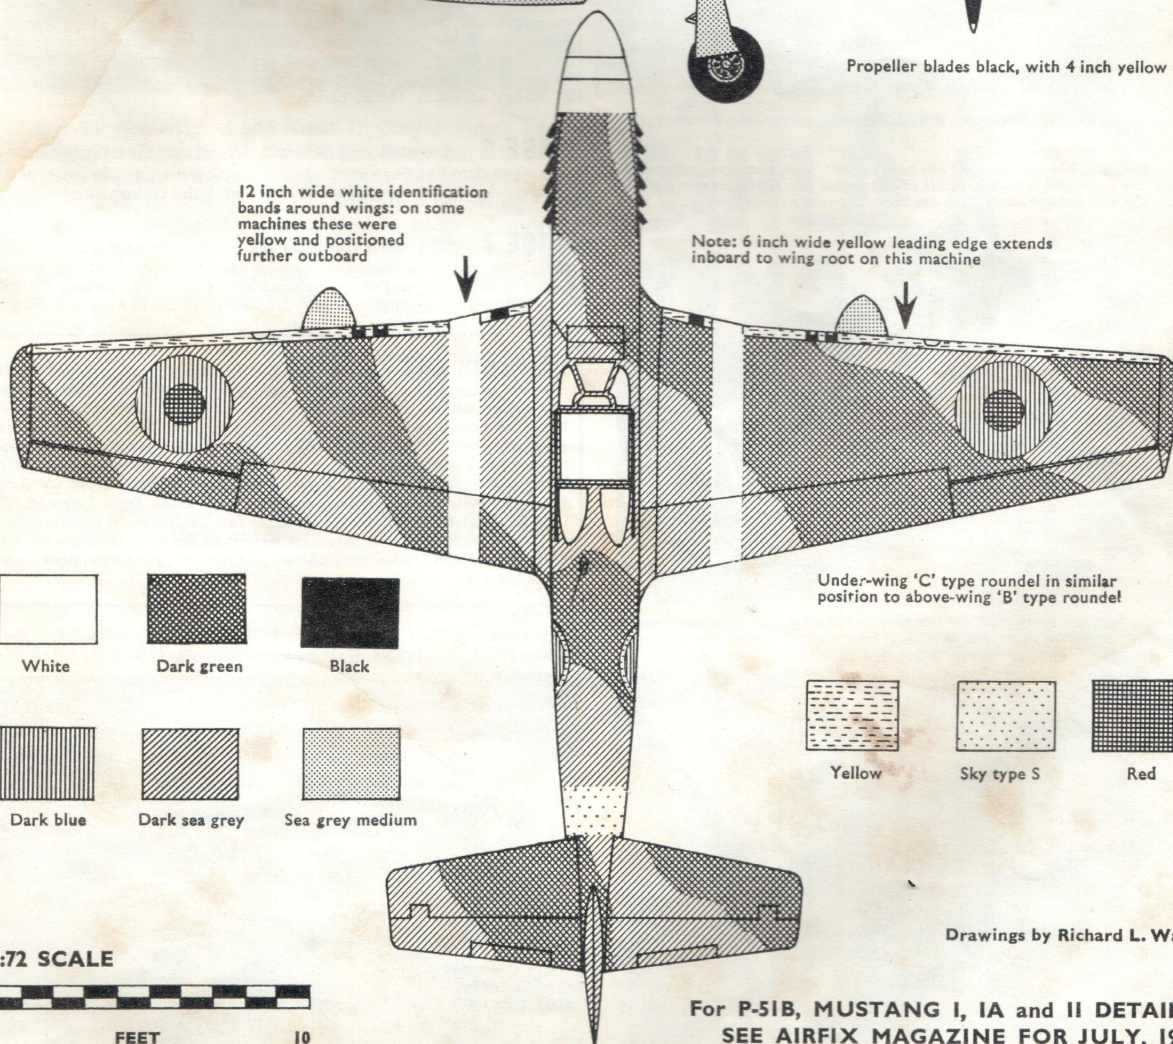 Propeller blades black, with 4 inch yellow
12 inch wide white identification
bands around wings: on some
machines these were
yellow and positioned
further outboard
Note: 6 inch wide yellow leading edge extends
inboard to wing root on this machine
Under-wing ‘C’ type roundel in similar
position to above-wing ‘B’ type roundel
White
Dark green
Black
Dark blue
Dark sea grey
Sea grey medium
Yellow
Sky type S
Red
Drawings by Richard L.
:72 SCALE
FEET 10
For P-51B, MUSTANG I, IA and II
SEE AIRFIX MAGAZINE FOR JULY,